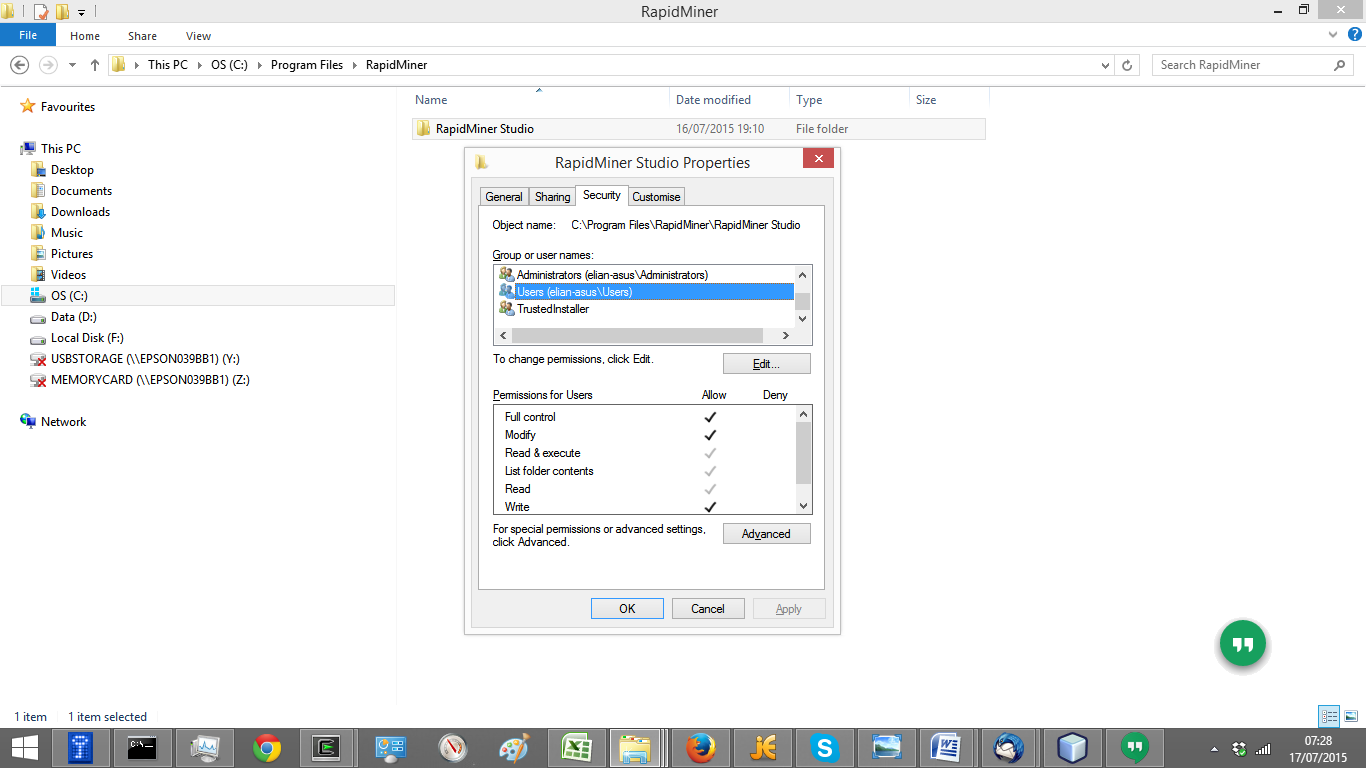 RapidMiner
File Home Share View
This PC OS (C:) Program Files RapidMiner
Search RapidMiner
Name Date modified Type Size
RapidMiner Studio 16/07/2015 19:10 File folder
Favourites
This PC
Desktop
Documents
Downloads
Music
Pictures
Videos
OS (C:)
Data (D:)
Local Disk (F:)
USBSTORAGE (\\EPSON039BB1) (Y:)
MEMORYCARD (\\EPSON039BB1) (Z:)
Network
RapidMiner Studio Properties
General Sharing Security Customise
Object name: C:\Program Files\RapidMiner\RapidMiner Studio
Group or user names:
Administrators (elian-asus\Administrators)
Users (elian-asus\Users)
TrustedInstaller
To change permissions, click Edit. Edit...
Permissions for Users Allow Deny
Full control
Modify
Read & execute
List folder contents
Read
Write
For special permissions or advanced settings,
click Advanced.
Advanced
OK Cancel Apply
1 item 1 item selected
07:28
17/07/2015